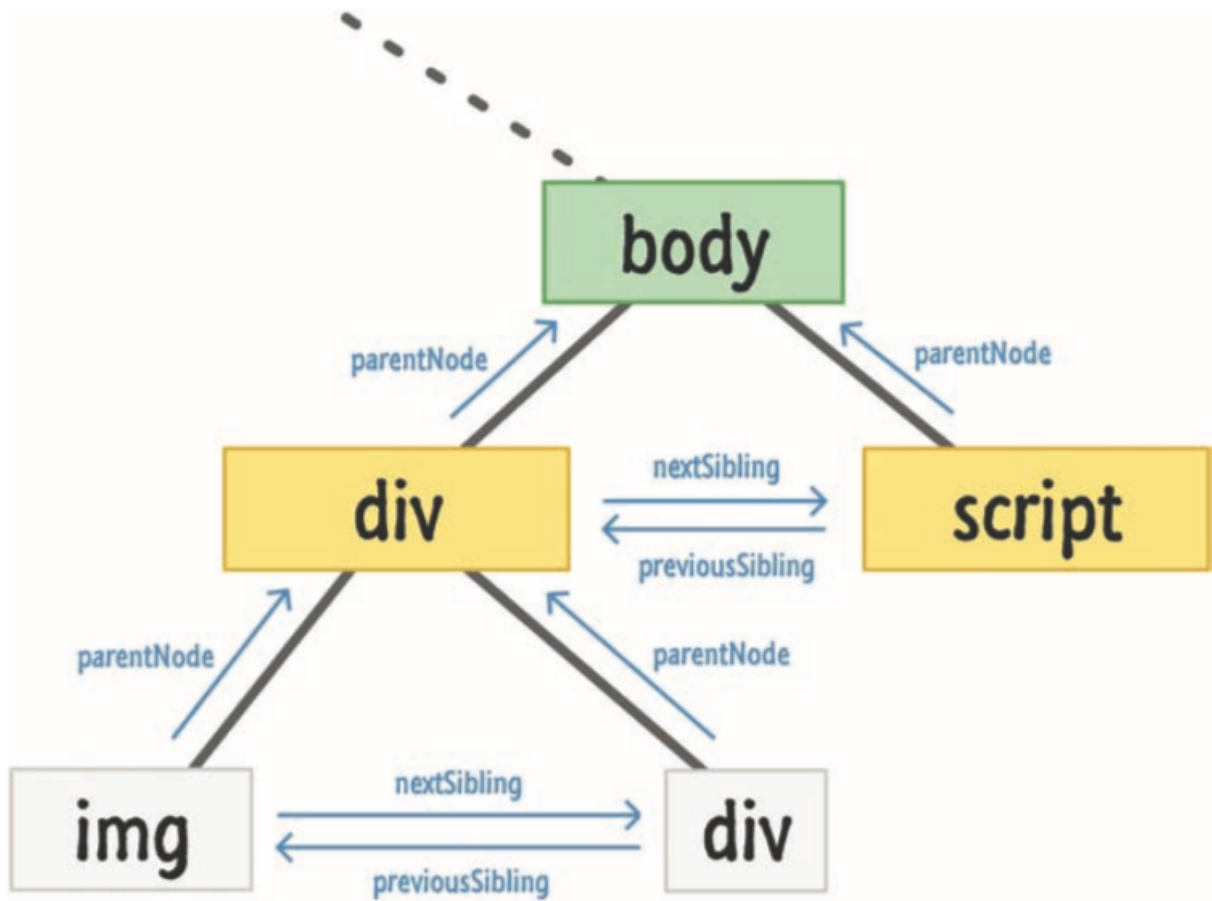 body
parentNode
parentNode
div
nextSibling
script
previousSibling
parentNode
parentNode
img
nextSibling
div
previousSibling